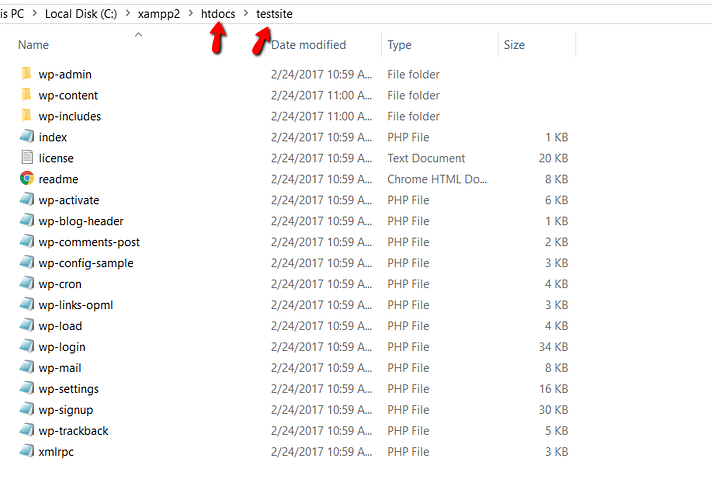 is PC > Local Disk (C:) > xampp2 > htdocs > testsite
Name Date modified Type Size
wp-admin 2/24/2017 10:59 A... File folder
wp-content 2/24/2017 11:00 A... File folder
wp-includes 2/24/2017 11:00 A... File folder
index 2/24/2017 10:59 A... PHP File 1 KB
license 2/24/2017 10:59 A... Text Document 20 KB
readme 2/24/2017 10:59 A... Chrome HTML Do... 8 KB
wp-activate 2/24/2017 10:59 A... PHP File 6 KB
wp-blog-header 2/24/2017 10:59 A... PHP File 1 KB
wp-comments-post 2/24/2017 10:59 A... PHP File 2 KB
wp-config-sample 2/24/2017 10:59 A... PHP File 3 KB
wp-cron 2/24/2017 10:59 A... PHP File 4 KB
wp-links-opml 2/24/2017 10:59 A... PHP File 3 KB
wp-load 2/24/2017 10:59 A... PHP File 4 KB
wp-login 2/24/2017 10:59 A... PHP File 34 KB
wp-mail 2/24/2017 10:59 A... PHP File 8 KB
wp-settings 2/24/2017 10:59 A... PHP File 16 KB
wp-signup 2/24/2017 10:59 A... PHP File 30 KB
wp-trackback 2/24/2017 10:59 A... PHP File 5 KB
xmlrpc 2/24/2017 10:59 A... PHP File 3 KB